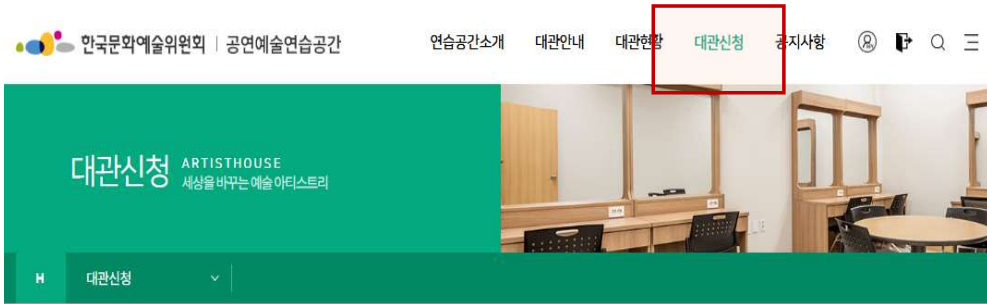 한국문화예술위원회 | 공연예술연습공간
연습공간소개 대관안내 대관현황 대관신청 공지사항
대관신청 ARTISTHOUSE
세상을 바꾸는 예술 아티스트리
H 대관신청